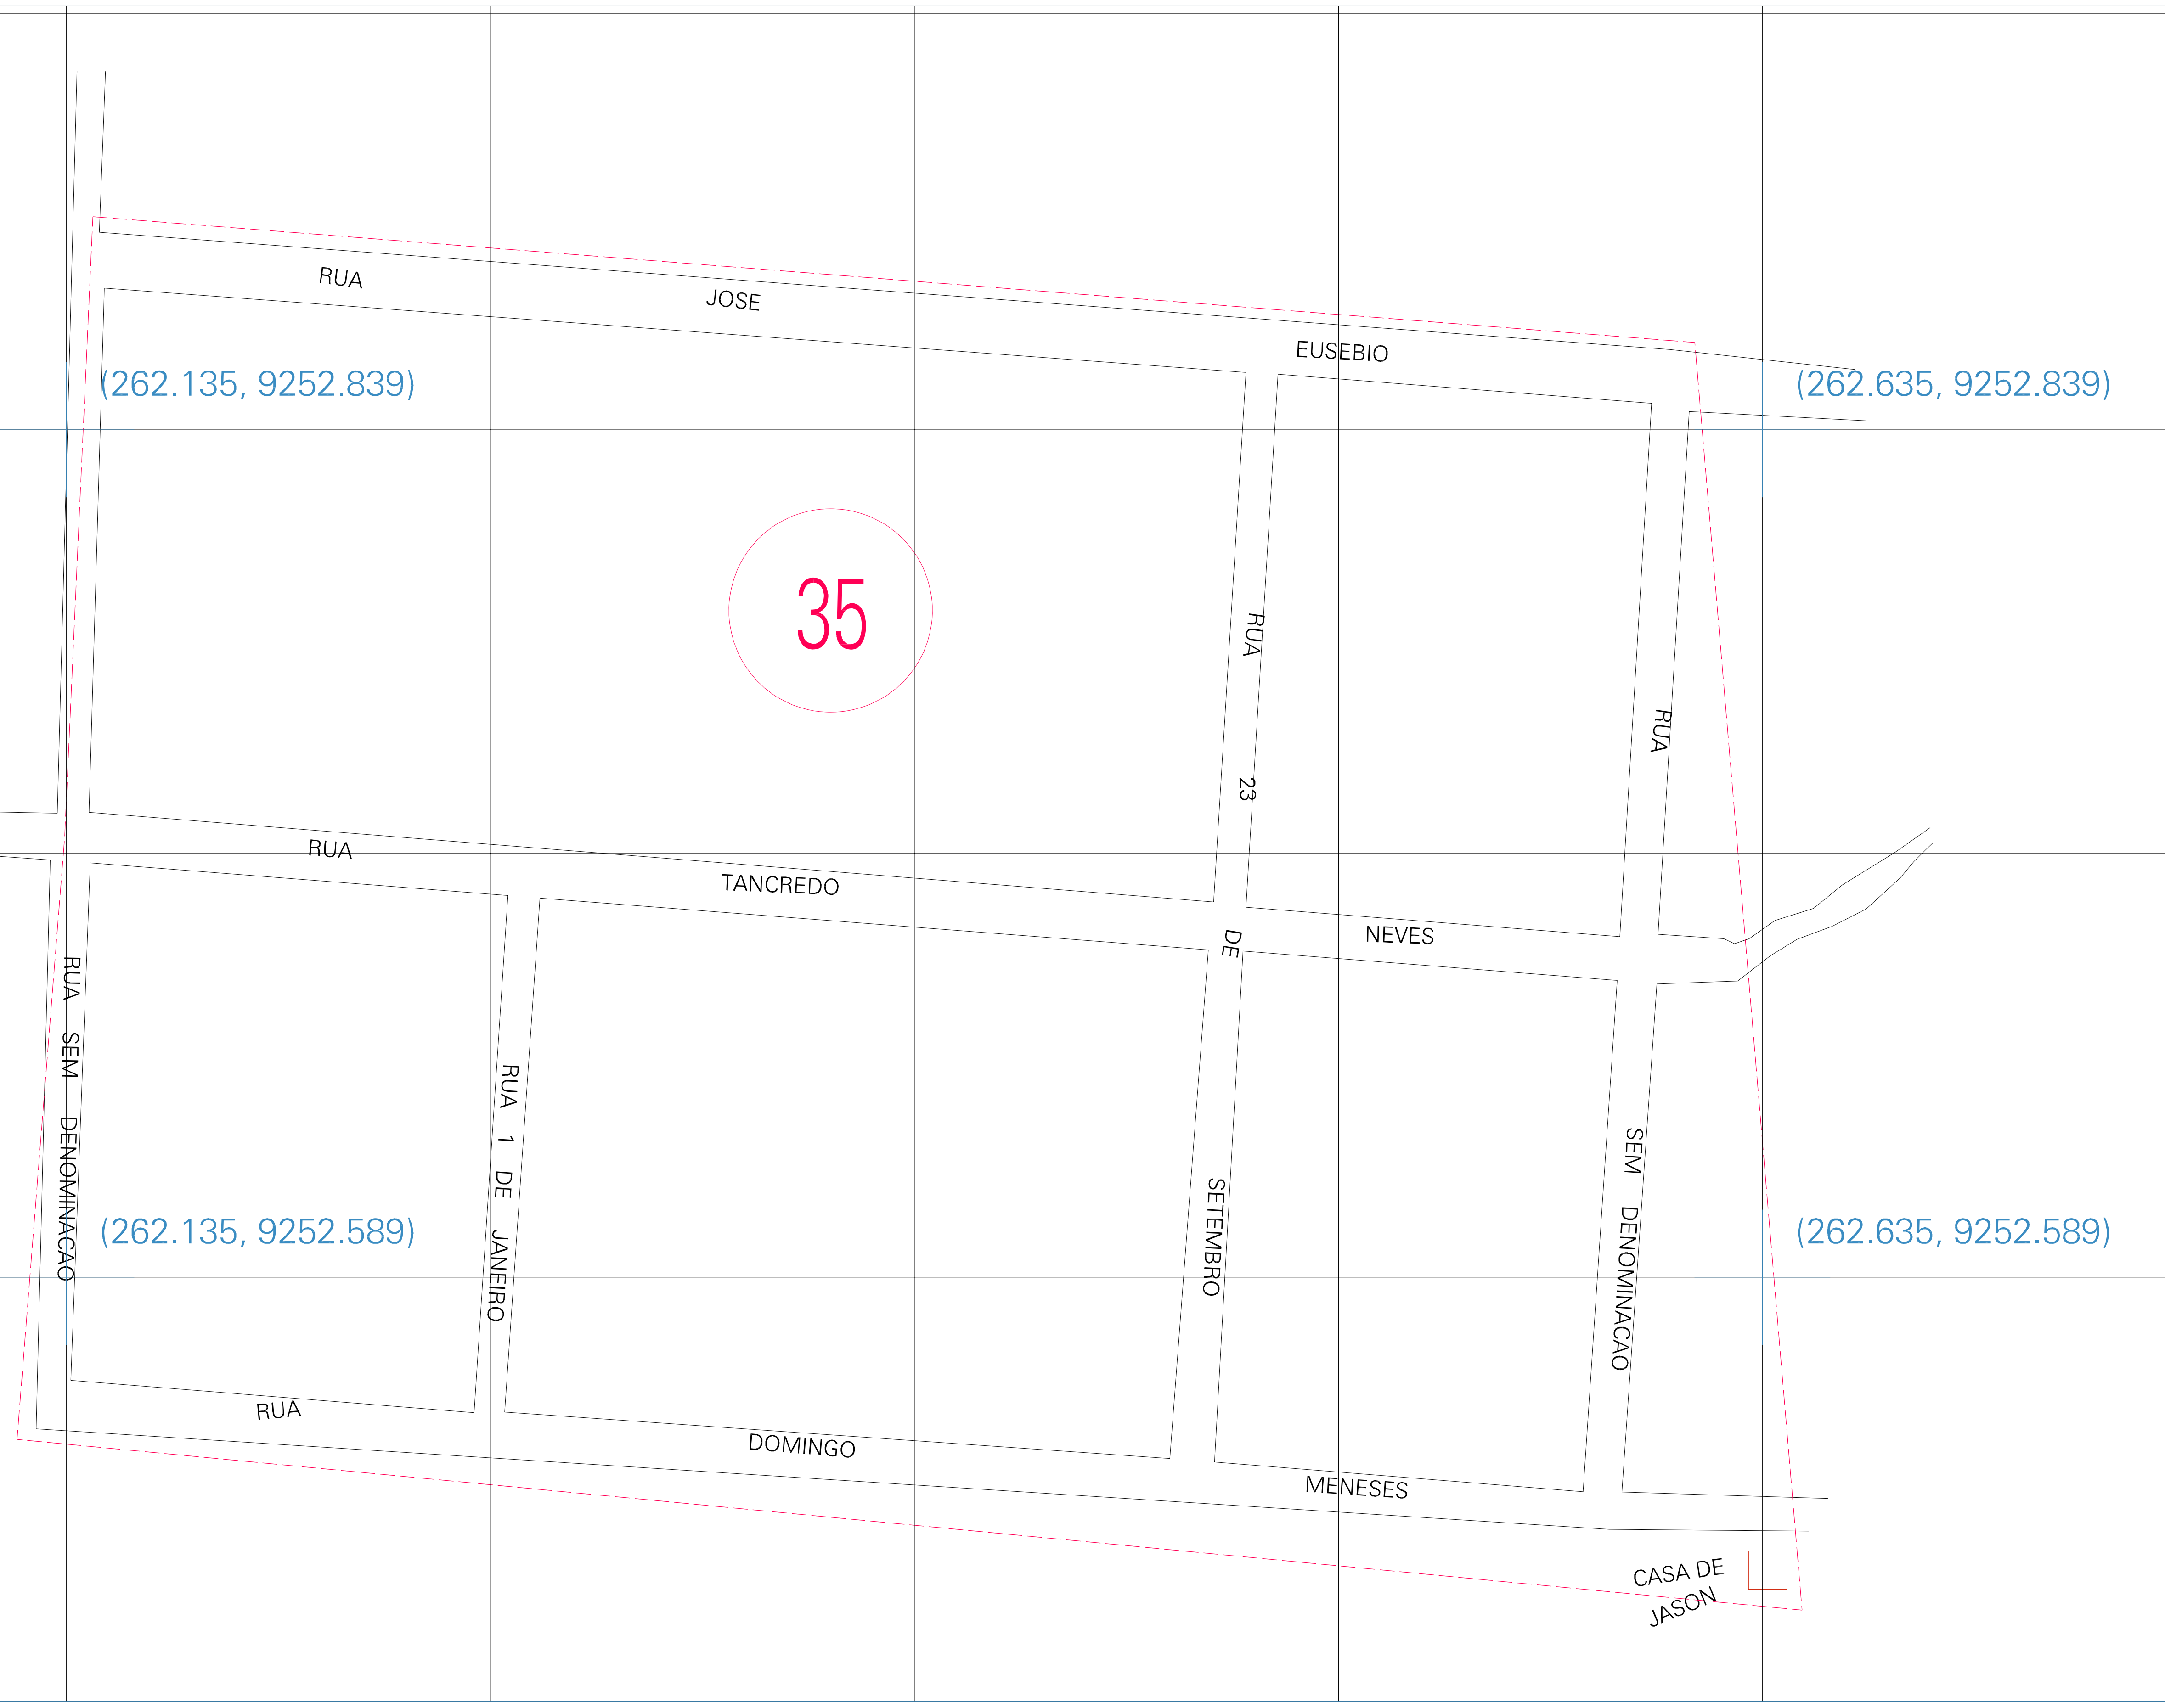 RUA JOSE EUSEBIO
(262.135, 9252.839)
(262.635, 9252.839)
35
RUA 23 DE SETEMBRO
RUA SEM DENOMINACAO
RUA TANCREDO NEVES
RUA SEM DENOMINACAO
RUA 1 DE JANEIRO
(262.135, 9252.589)
(262.635, 9252.589)
RUA DOMINGO MENESES
CASA DE
JASON